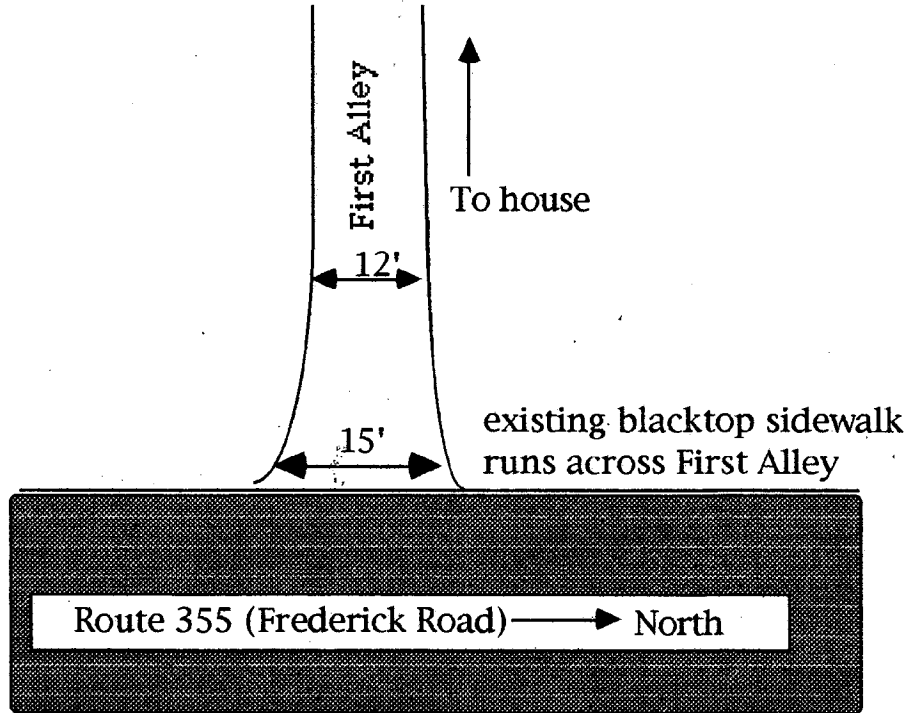 First Alley
To house
12'
15'
existing blacktop sidewalk
runs across First Alley
Route 355 (Frederick Road)
North